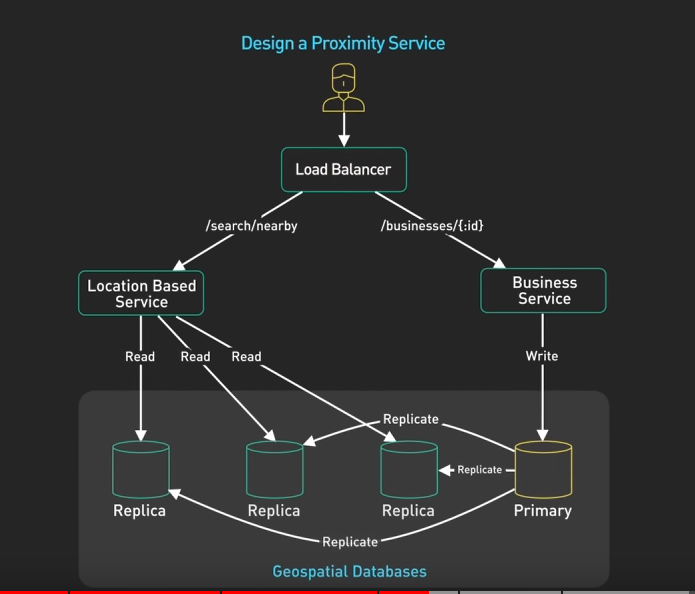 Design a Proximity Service
Load Balancer
/search/nearby
/businesses/{:id}
Location Based
Service
Business
Service
Read
Read
Read
Write
Replicate
Replicate
Replica
Replica
Replica
Primary
Replicate
Geospatial Databases